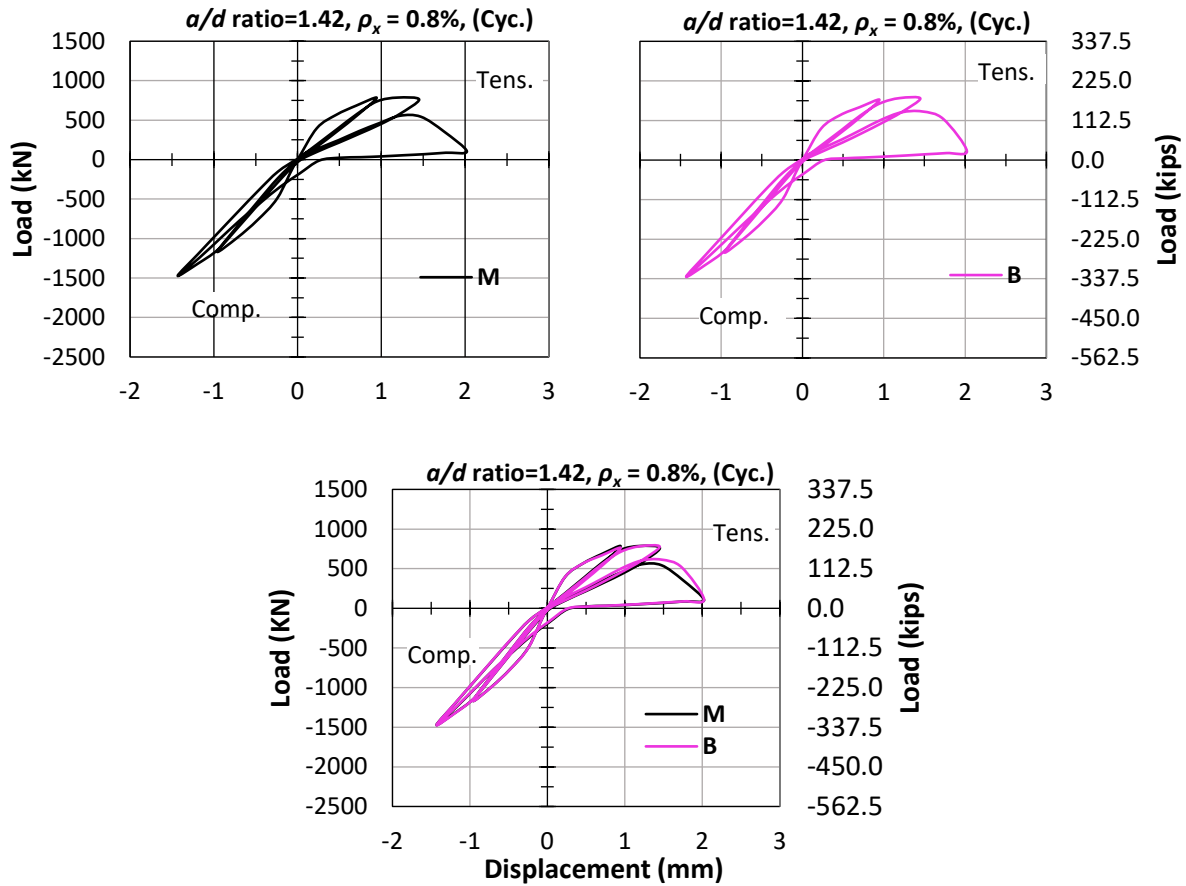 a/d ratio=1.42, ρx = 0.8%, (Cyc.)
1500
1000
500
0
-500
-1000
-1500
-2000
-2500
Load (kN)
Tens.
Comp.
M
-2 -1 0 1 2 3
a/d ratio=1.42, ρx = 0.8%, (Cyc.)
337.5
225.0
112.5
0.0
-112.5
-225.0
-337.5
-450.0
-562.5
Load (kips)
Tens.
Comp.
B
-2 -1 0 1 2 3
a/d ratio=1.42, ρx = 0.8%, (Cyc.)
1500
1000
500
0
-500
-1000
-1500
-2000
-2500
Load (KN)
Tens.
Comp.
M
B
337.5
225.0
112.5
0.0
-112.5
-225.0
-337.5
-450.0
-562.5
Load (kips)
-2 -1 0 1 2 3
Displacement (mm)